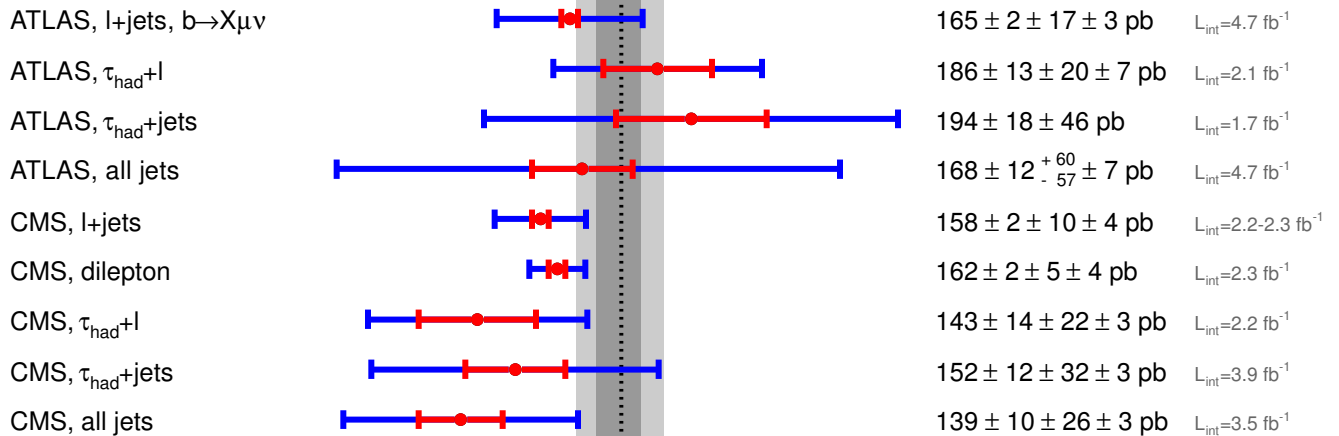 ATLAS, l+jets, b→Xμν 165 ± 2 ± 17 ± 3 pb L_int=4.7 fb⁻¹
ATLAS, τ_had+l 186 ± 13 ± 20 ± 7 pb L_int=2.1 fb⁻¹
ATLAS, τ_had+jets 194 ± 18 ± 46 pb L_int=1.7 fb⁻¹
ATLAS, all jets 168 ± 12 ⁺⁶⁰₋₅₇ ± 7 pb L_int=4.7 fb⁻¹
CMS, l+jets 158 ± 2 ± 10 ± 4 pb L_int=2.2-2.3 fb⁻¹
CMS, dilepton 162 ± 2 ± 5 ± 4 pb L_int=2.3 fb⁻¹
CMS, τ_had+l 143 ± 14 ± 22 ± 3 pb L_int=2.2 fb⁻¹
CMS, τ_had+jets 152 ± 12 ± 32 ± 3 pb L_int=3.9 fb⁻¹
CMS, all jets 139 ± 10 ± 26 ± 3 pb L_int=3.5 fb⁻¹